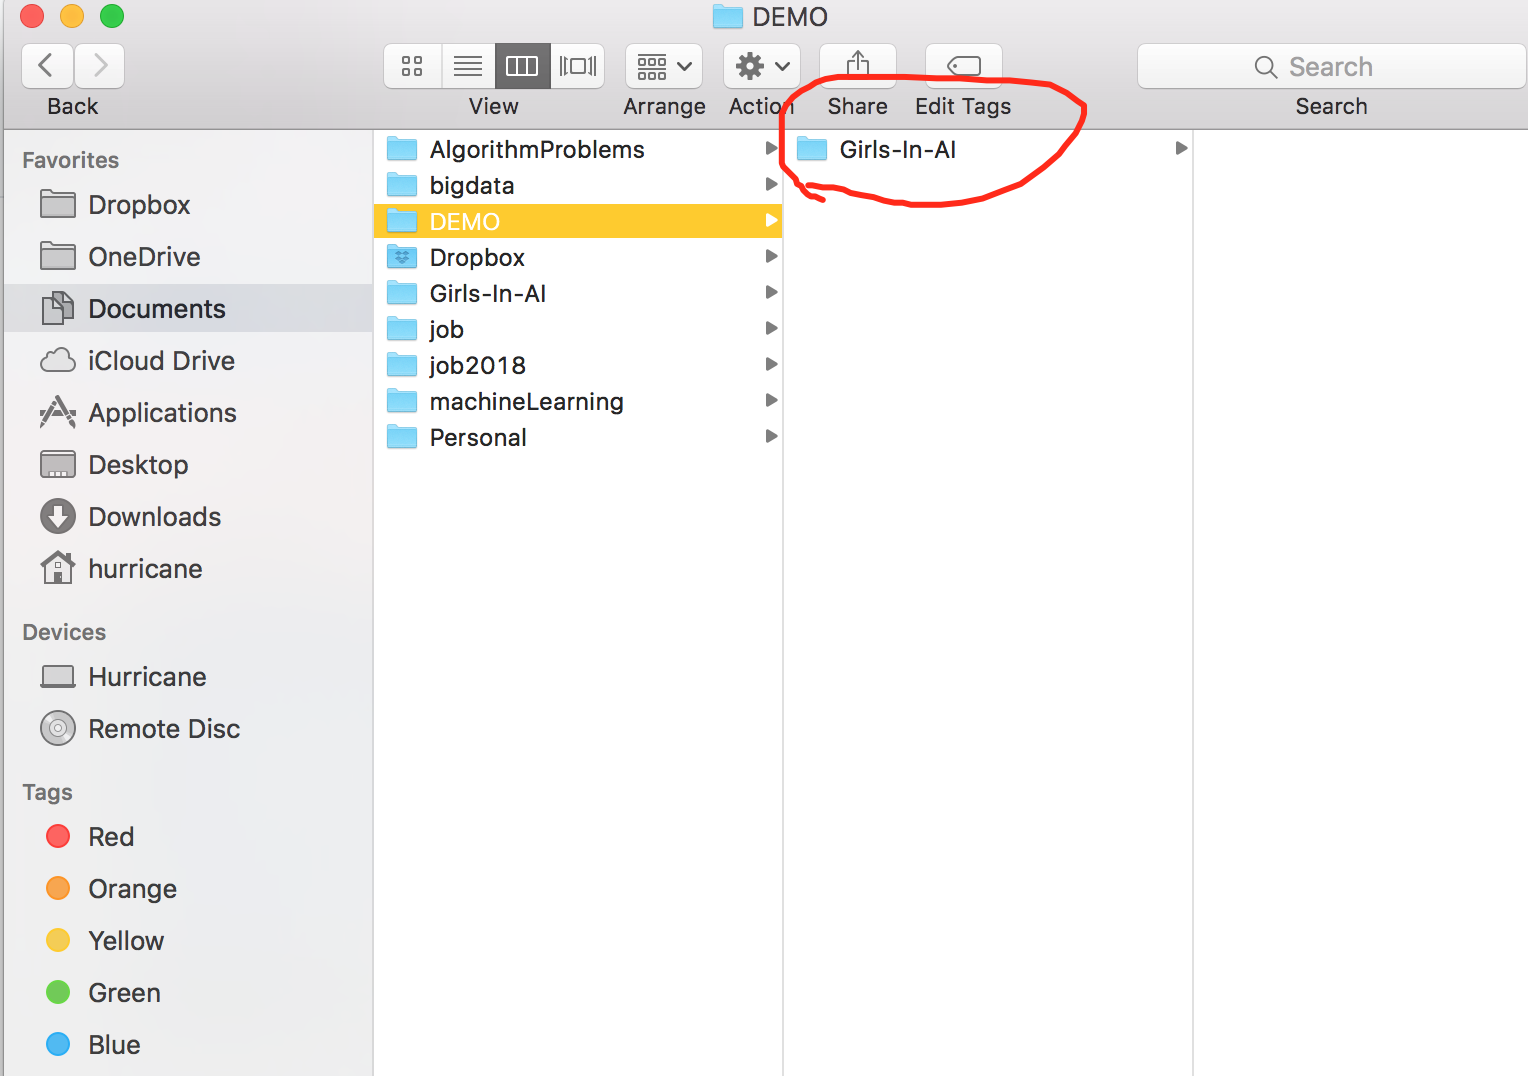 DEMO
Search
Back
View
Arrange
Action
Share
Edit Tags
Search
Favorites
Dropbox
OneDrive
Documents
iCloud Drive
Applications
Desktop
Downloads
hurricane
Devices
Hurricane
Remote Disc
Tags
Red
Orange
Yellow
Green
Blue
AlgorithmProblems
bigdata
DEMO
Dropbox
Girls-In-AI
job
job2018
machineLearning
Personal
Girls-In-AI